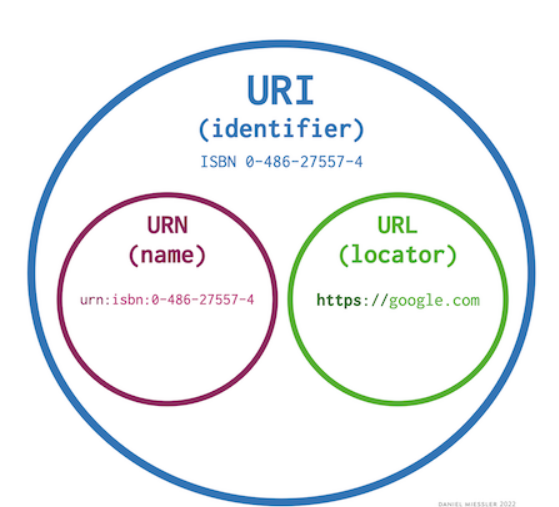 URI
(identifier)
ISBN 0-486-27557-4
URN
(name)
urn:isbn:0-486-27557-4
URL
(locator)
https://google.com
DANIEL MIESSLER 2022